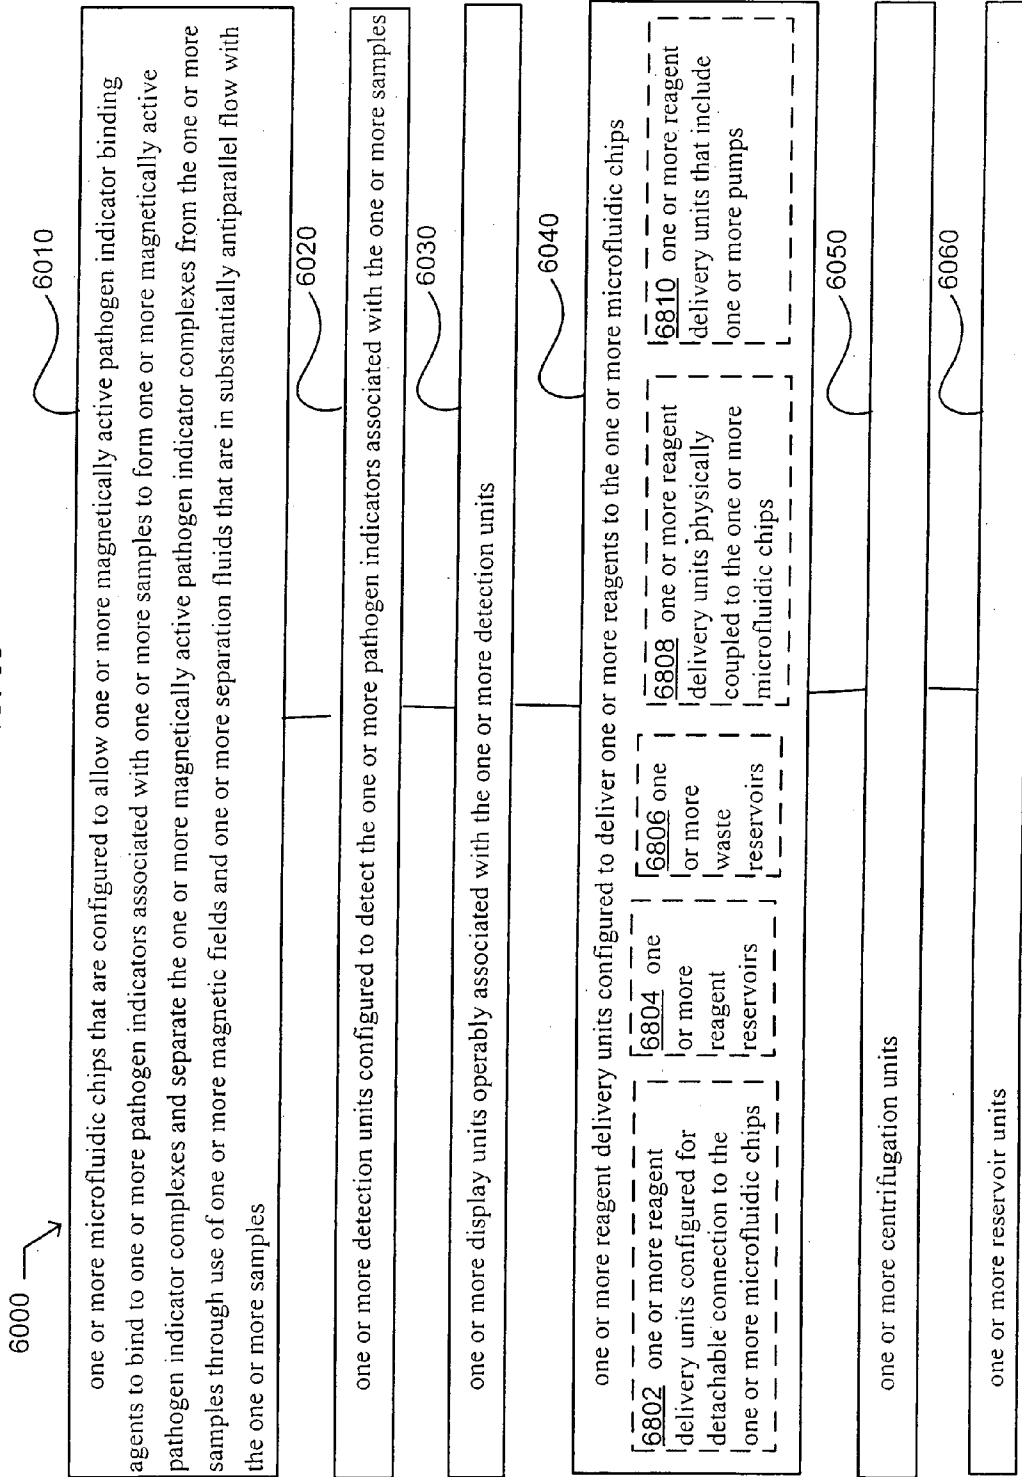 6000
6010
one or more microfluidic chips that are configured to allow one or more magnetically active pathogen indicator binding
agents to bind to one or more pathogen indicators associated with one or more samples to form one or more magnetically active
pathogen indicator complexes and separate the one or more magnetically active pathogen indicator complexes from the one or more
samples through use of one or more magnetic fields and one or more separation fluids that are in substantially antiparallel flow with
the one or more samples
6020
one or more detection units configured to detect the one or more pathogen indicators associated with the one or more samples
6030
one or more display units operably associated with the one or more detection units
6040
one or more reagent delivery units configured to deliver one or more reagents to the one or more microfluidic chips
6802 one or more reagent
delivery units configured for
detachable connection to the
one or more microfluidic chips
6804 one
or more
reagent
reservoirs
6806 one
or more
waste
reservoirs
6808 one or more reagent
delivery units physically
coupled to the one or more
microfluidic chips
6810 one or more reagent
delivery units that include
one or more pumps
6050
one or more centrifugation units
6060
one or more reservoir units